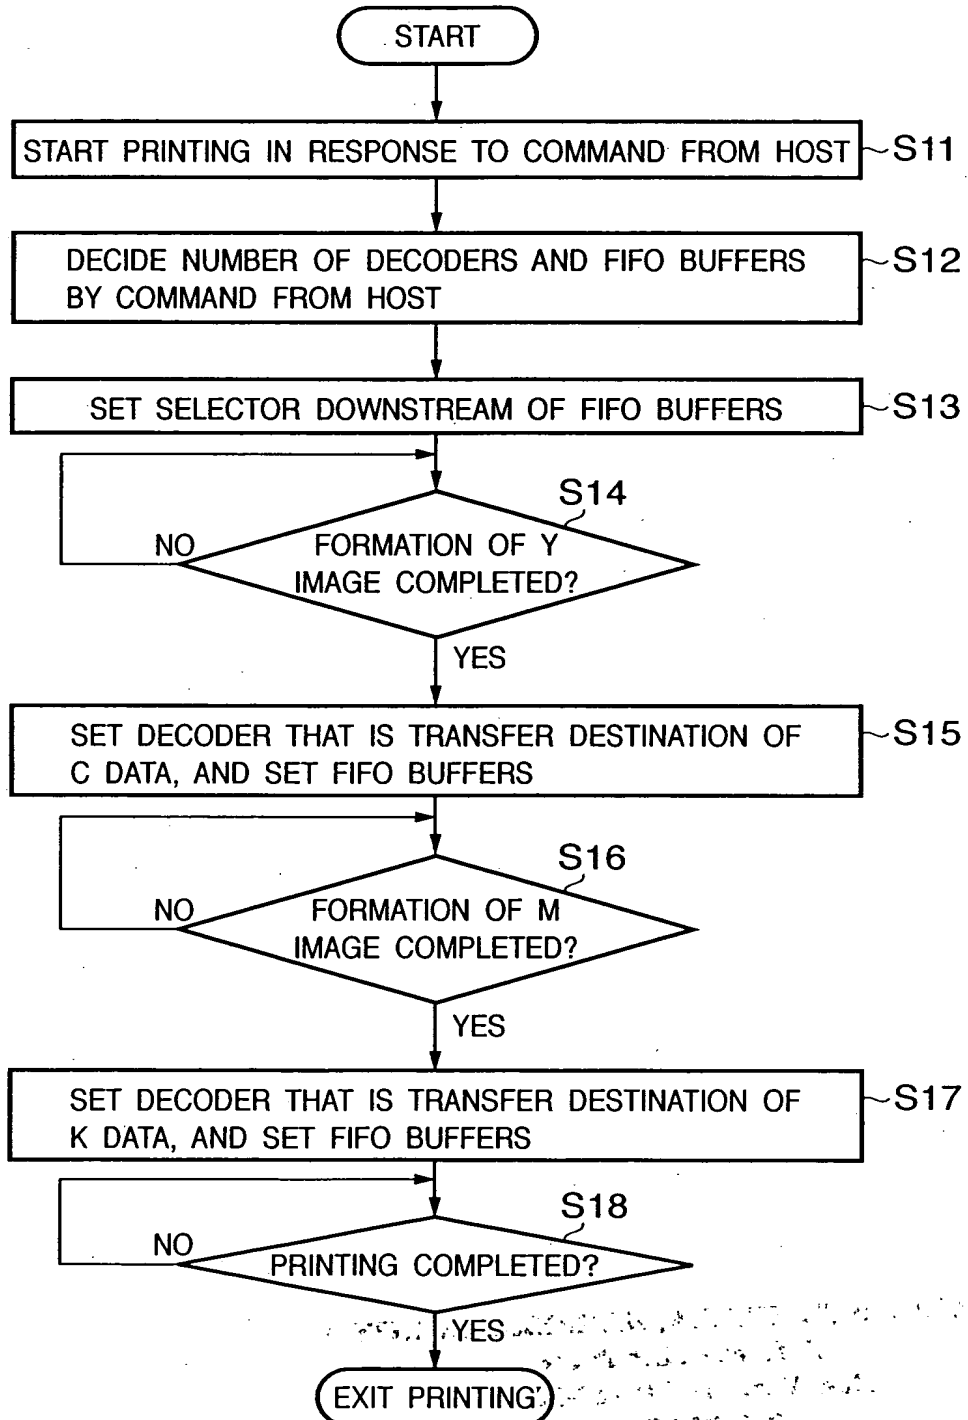 START
START PRINTING IN RESPONSE TO COMMAND FROM HOST
S11
DECIDE NUMBER OF DECODERS AND FIFO BUFFERS
BY COMMAND FROM HOST
S12
SET SELECTOR DOWNSTREAM OF FIFO BUFFERS
S13
S14
NO
FORMATION OF Y
IMAGE COMPLETED?
YES
SET DECODER THAT IS TRANSFER DESTINATION OF
C DATA, AND SET FIFO BUFFERS
S15
S16
NO
FORMATION OF M
IMAGE COMPLETED?
YES
SET DECODER THAT IS TRANSFER DESTINATION OF
K DATA, AND SET FIFO BUFFERS
S17
S18
NO
PRINTING COMPLETED?
YES
EXIT PRINTING